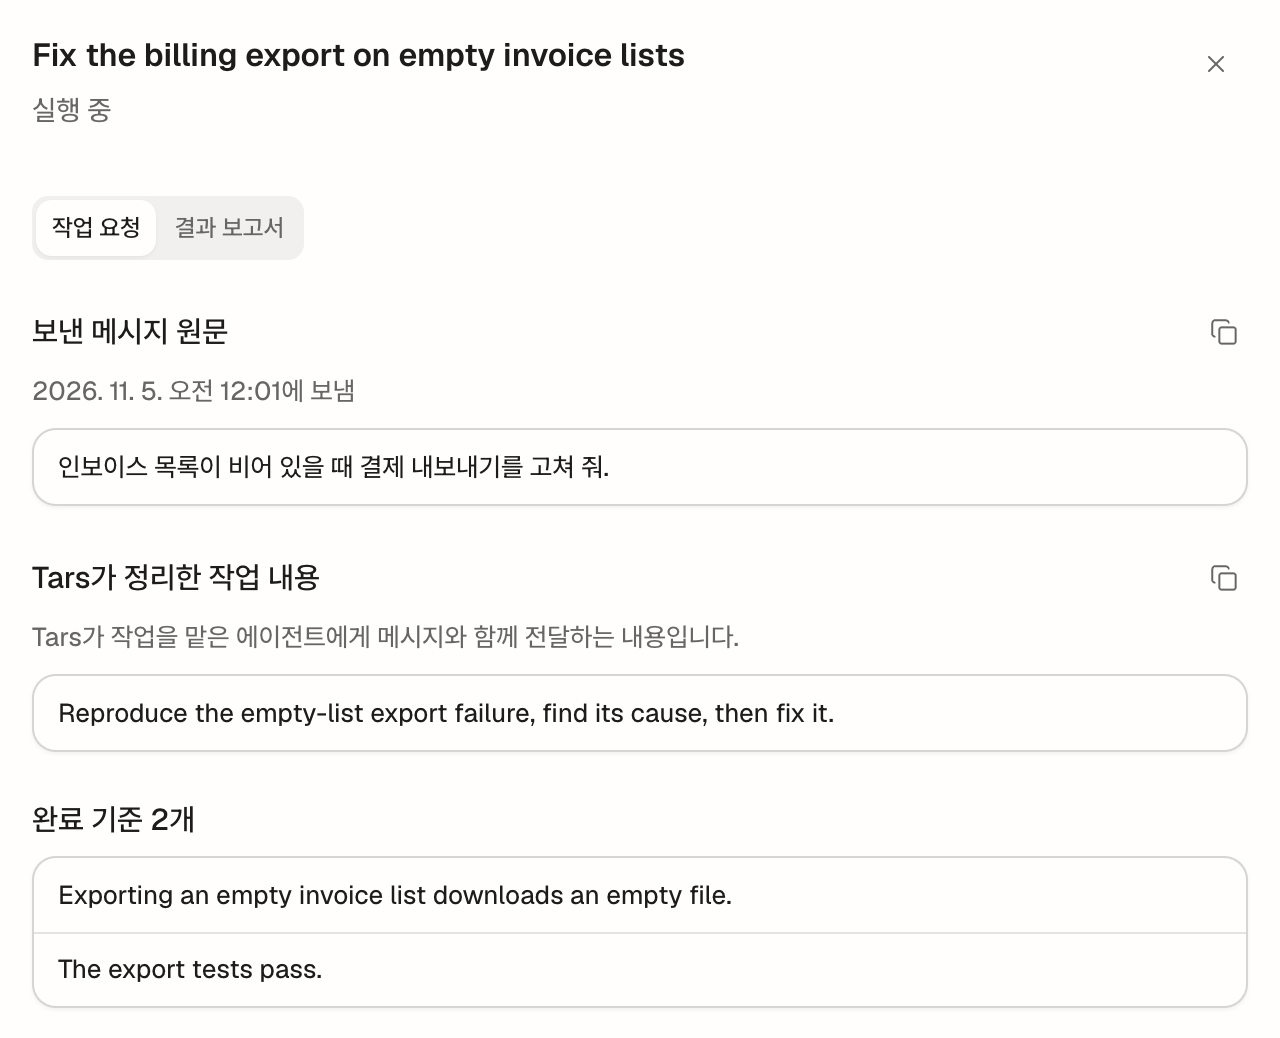 Fix the billing export on empty invoice lists
실행 중
작업 요청
결과 보고서
보낸 메시지 원문
2026. 11. 5. 오전 12:01에 보냄
인보이스 목록이 비어 있을 때 결제 내보내기를 고쳐 줘.
Tars가 정리한 작업 내용
Tars가 작업을 맡은 에이전트에게 메시지와 함께 전달하는 내용입니다.
Reproduce the empty-list export failure, find its cause, then fix it.
완료 기준 2개
Exporting an empty invoice list downloads an empty file.
The export tests pass.